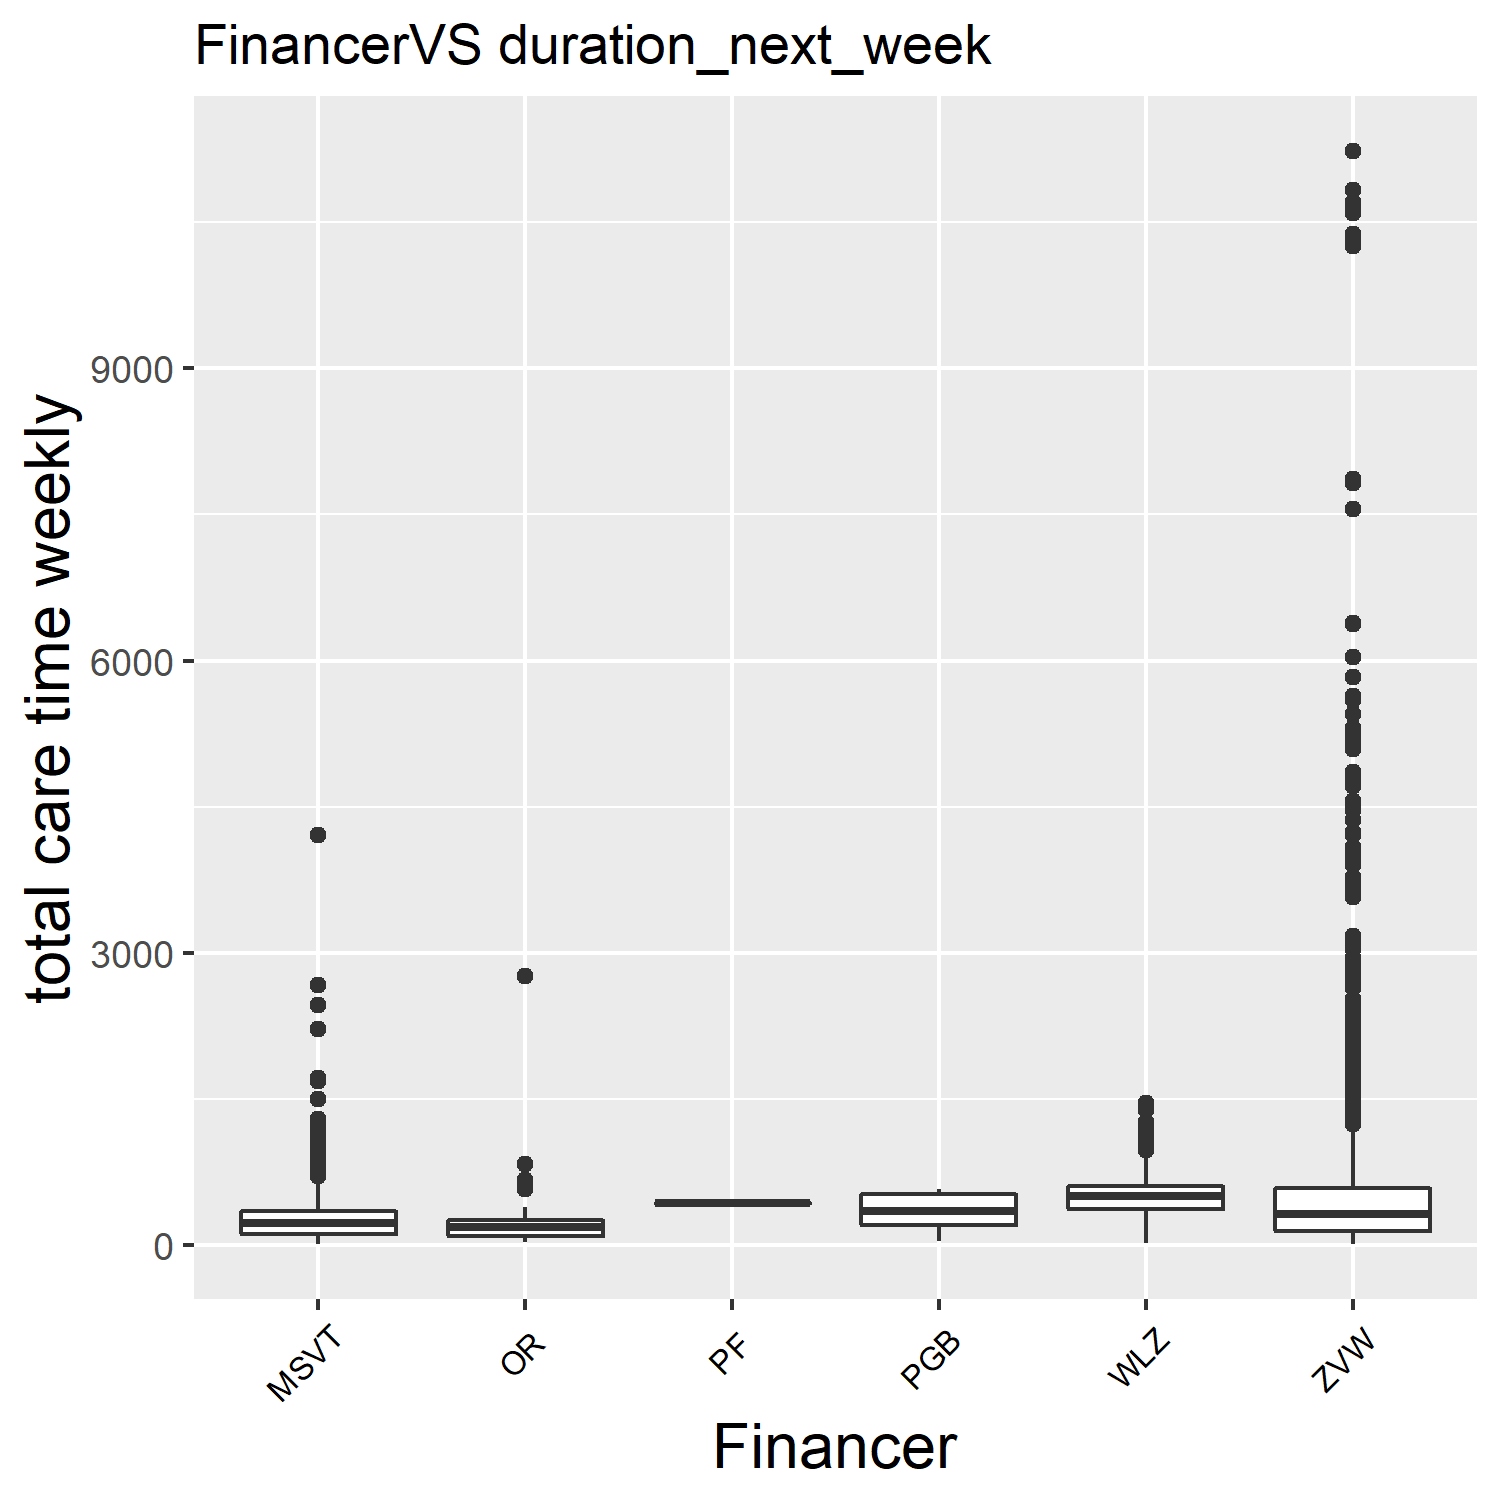 FinancerVS duration_next_week
total care time weekly
9000
6000
3000
0
MSVT
OR
PF
PGB
WLZ
ZVW
Financer